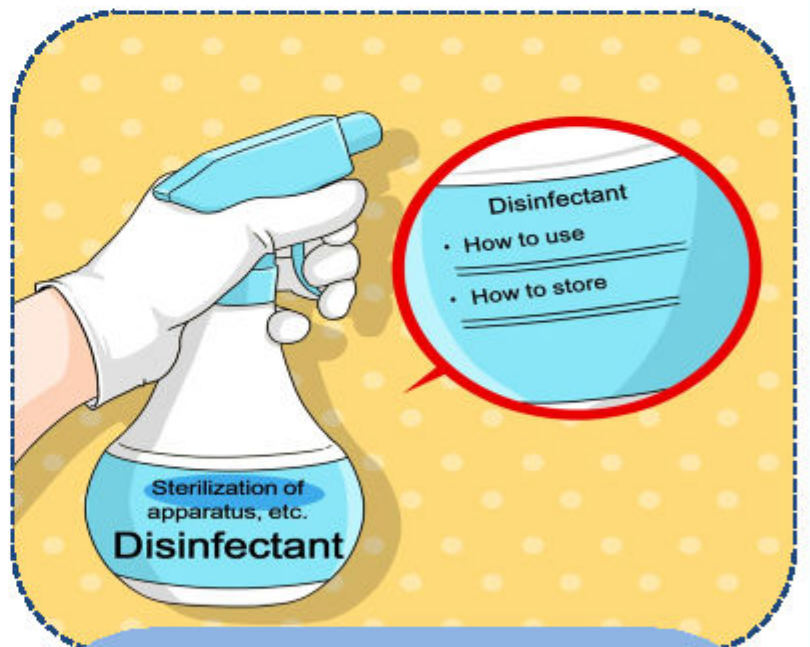 Disinfectant
· How to use
· How to store
Sterilization of
apparatus, etc.
Disinfectant